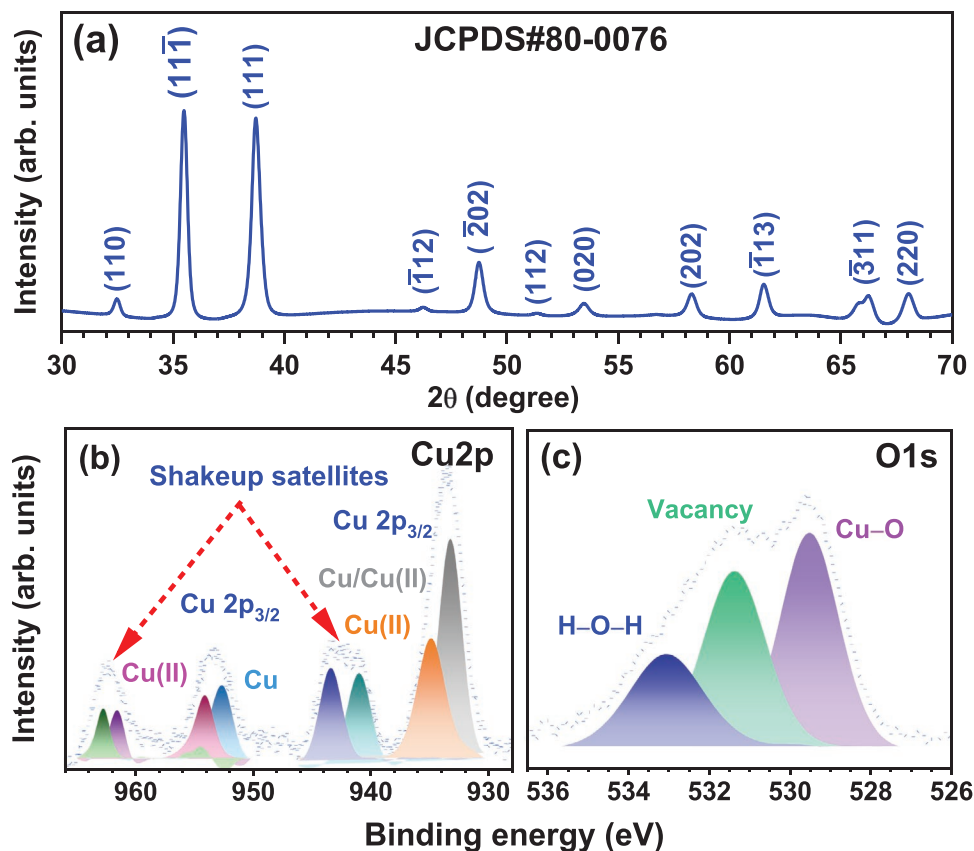 (a)
JCPDS#80-0076
Intensity (arb. units)
(110)
(11̅1̅)
(111)
(1̅12)
(2̅02)
(112)
(020)
(202)
(1̅13)
(3̅11)
(220)
30 35 40 45 50 55 60 65 70
2θ (degree)
(b)
Cu2p
Shakeup satellites
Cu 2p3/2
Cu/Cu(II)
Cu 2p3/2
Cu(II)
Cu(II)
Cu
Intensity (arb. units)
960 950 940 930
(c)
O1s
Vacancy
Cu–O
H–O–H
536 534 532 530 528 526
Binding energy (eV)